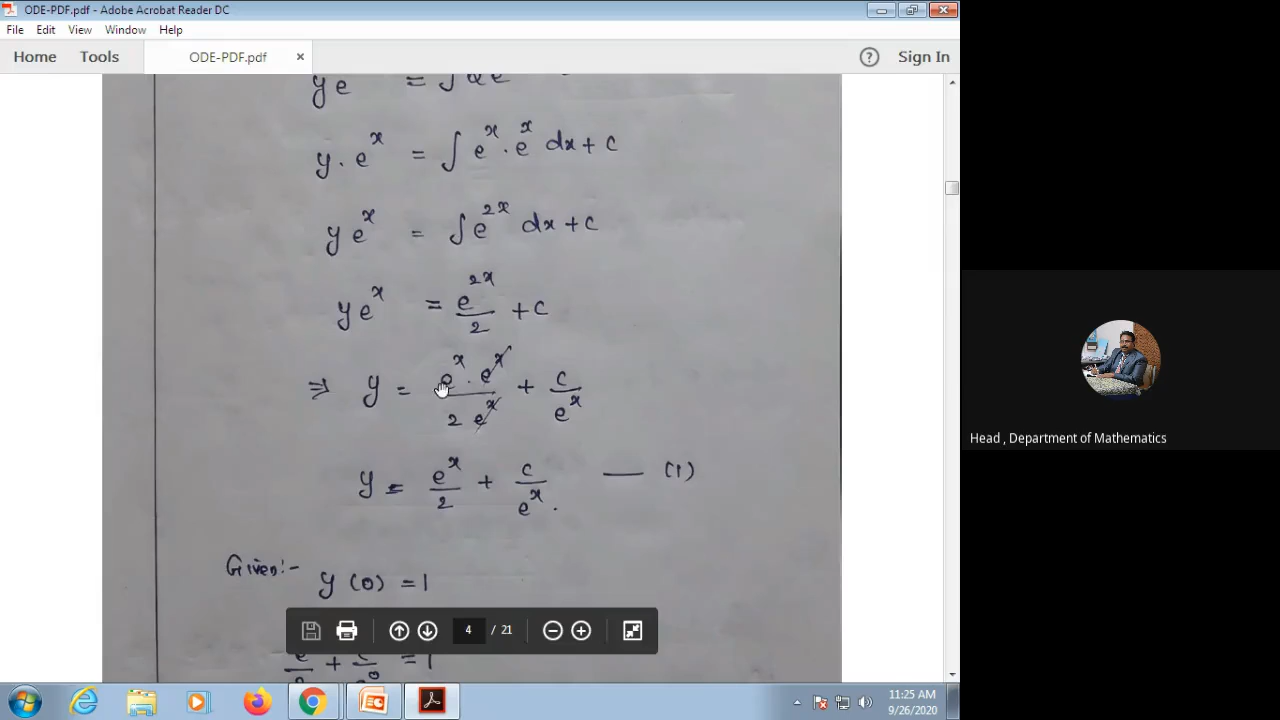 ODE-PDF.pdf - Adobe Acrobat Reader DC
File Edit View Window Help
Home Tools ODE-PDF.pdf × ? Sign In
ye = ∫Qe
y · e^x = ∫ e^x · e^x dx + c
y e^x = ∫ e^{2x} dx + c
y e^x = e^{2x}/2 + c
⇒ y = e^x · e^x / 2 e^x + c/e^x
y = e^x/2 + c/e^x. — (1)
Given:- y(0) = 1
4 / 21
Head , Department of Mathematics
11:25 AM
9/26/2020